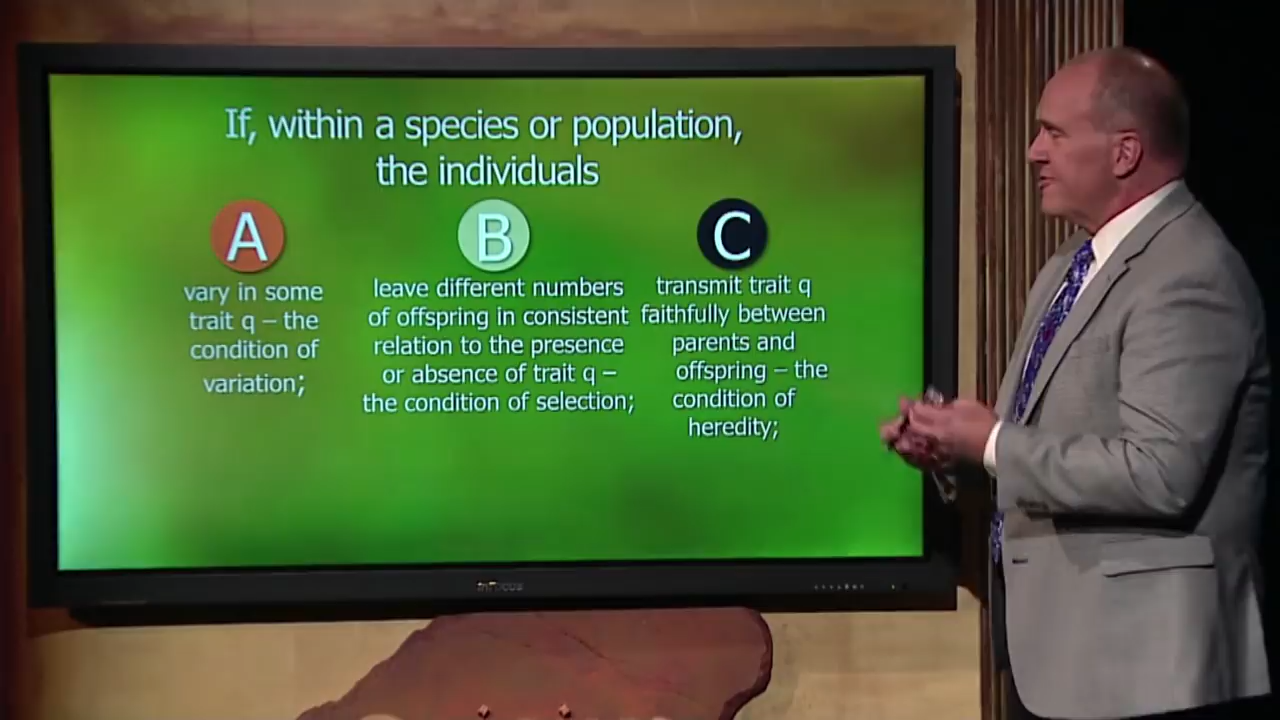 If, within a species or population,
the individuals
A
vary in some
trait q – the
condition of
variation;
B
leave different numbers
of offspring in consistent
relation to the presence
or absence of trait q –
the condition of selection;
C
transmit trait q
faithfully between
parents and
offspring – the
condition of
heredity;
InFocus